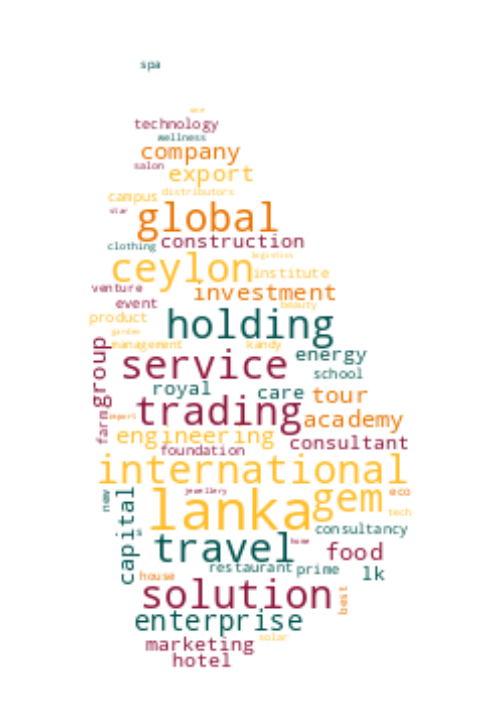 spa
technology
wellness
company
salon
export
distributors
campus
star
global
construction
clothing
logistics
ceylon
institute
venture
investment
event
beauty
product
holding
garden
management
kandy
group
service
energy
school
royal
care
tour
trading
academy
import
farm
engineering
consultant
foundation
international
lanka
jewellery
gem
eco
new
tech
capital
consultancy
travel
home
food
restaurant
prime
lk
house
solution
best
enterprise
solar
marketing
hotel